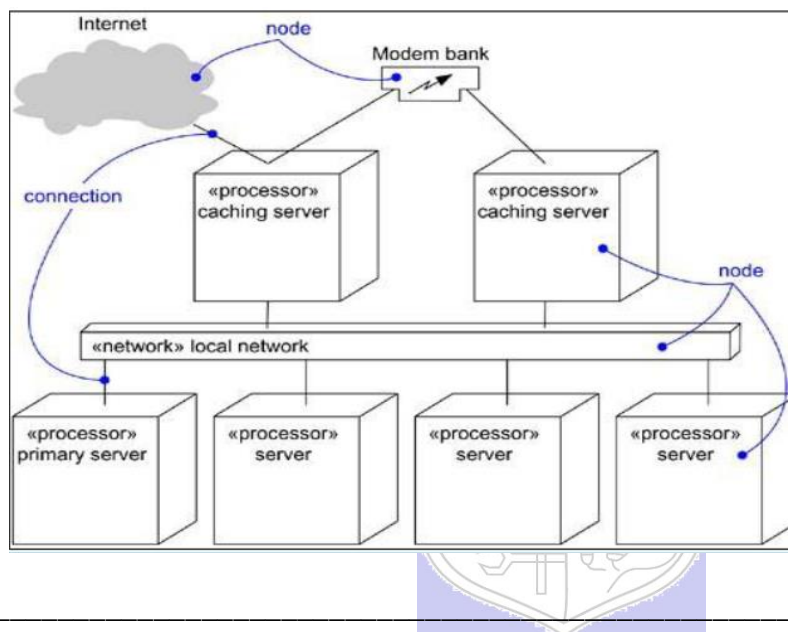 Internet
node
Modem bank
«processor»
caching server
«processor»
caching server
connection
node
«network» local network
«processor»
primary server
«processor»
server
«processor»
server
«processor»
server